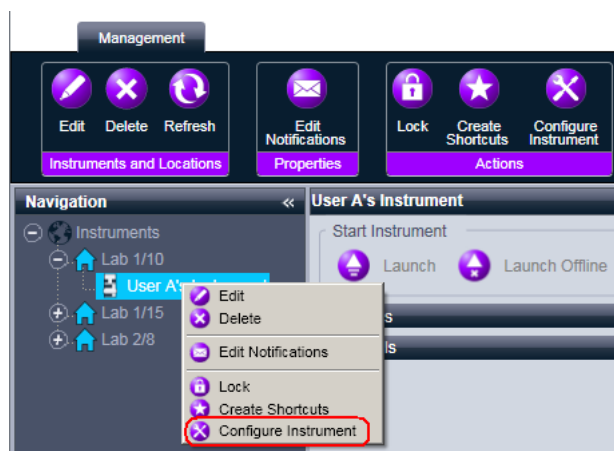 Management
Edit Delete Refresh
Edit Notifications
Lock
Create Shortcuts
Configure Instrument
Instruments and Locations
Properties
Actions
Navigation «
User A's Instrument
Instruments
Start Instrument
Lab 1/10
Launch
Launch Offline
User A's
Edit
Lab 1/15
Delete
Lab 2/8
Edit Notifications
Lock
Create Shortcuts
Configure Instrument